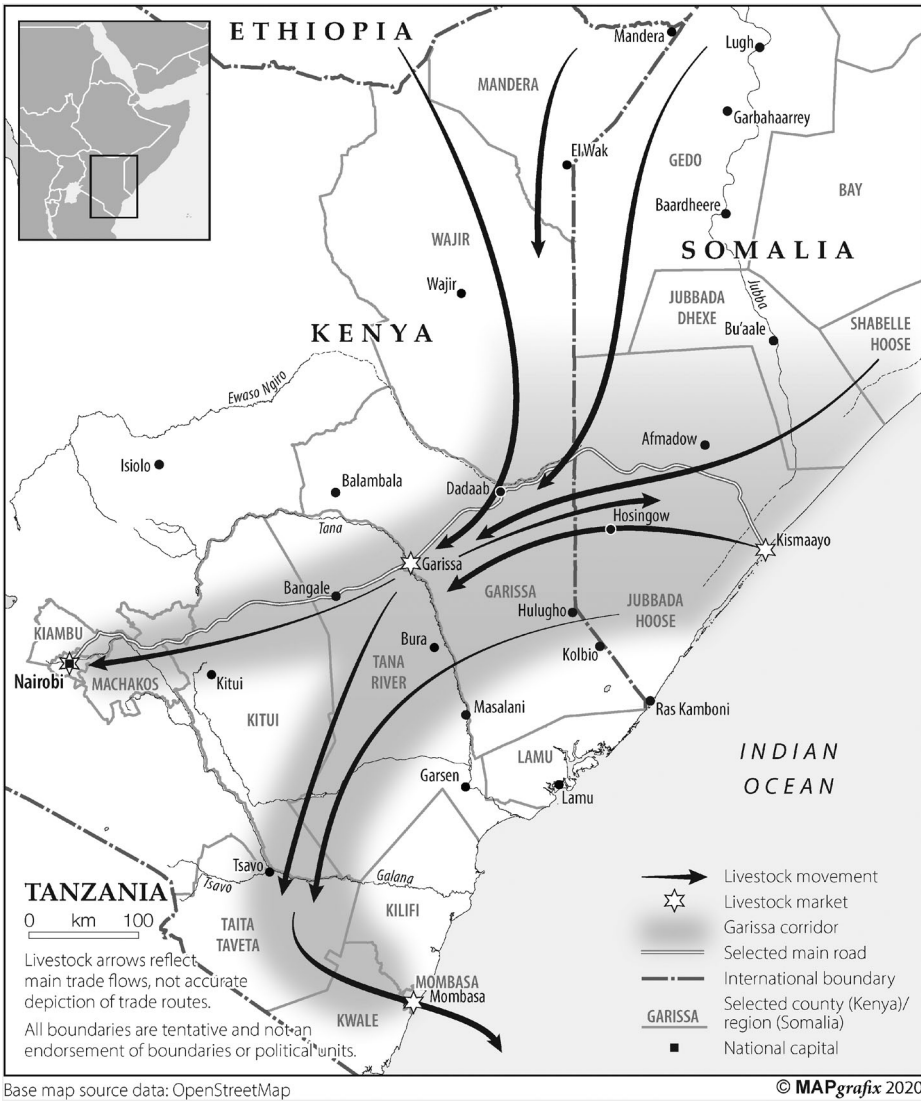 ETHIOPIA
Mandera
Lugh
MANDERA
Garbahaarrey
El Wak
GEDO
BAY
Baardheere
WAJIR
SOMALIA
Wajir
Jubba
JUBBADA
DHEXE
Bu'aale
SHABELLE
HOOSE
KENYA
Ewaso Ngiro
Afmadow
Isiolo
Balambala
Dadaab
Tana
Hosingow
Kismaayo
Garissa
Bangale
GARISSA
Hulugho
JUBBADA
HOOSE
KIAMBU
Bura
Kolbio
TANA
RIVER
Nairobi
MACHAKOS
Kitui
KITUI
Masalani
Ras Kamboni
INDIAN
OCEAN
LAMU
Garsen
Lamu
Tsavo
Tsavo
Galana
TANZANIA
KILIFI
0 km 100
TAITA
TAVETA
Livestock arrows reflect
main trade flows, not accurate
depiction of trade routes.
All boundaries are tentative and not an
endorsement of boundaries or political units.
MOMBASA
Mombasa
KWALE
Livestock movement
Livestock market
Garissa corridor
Selected main road
International boundary
GARISSA Selected county (Kenya)/
region (Somalia)
National capital
Base map source data: OpenStreetMap
© MAPgrafix 2020